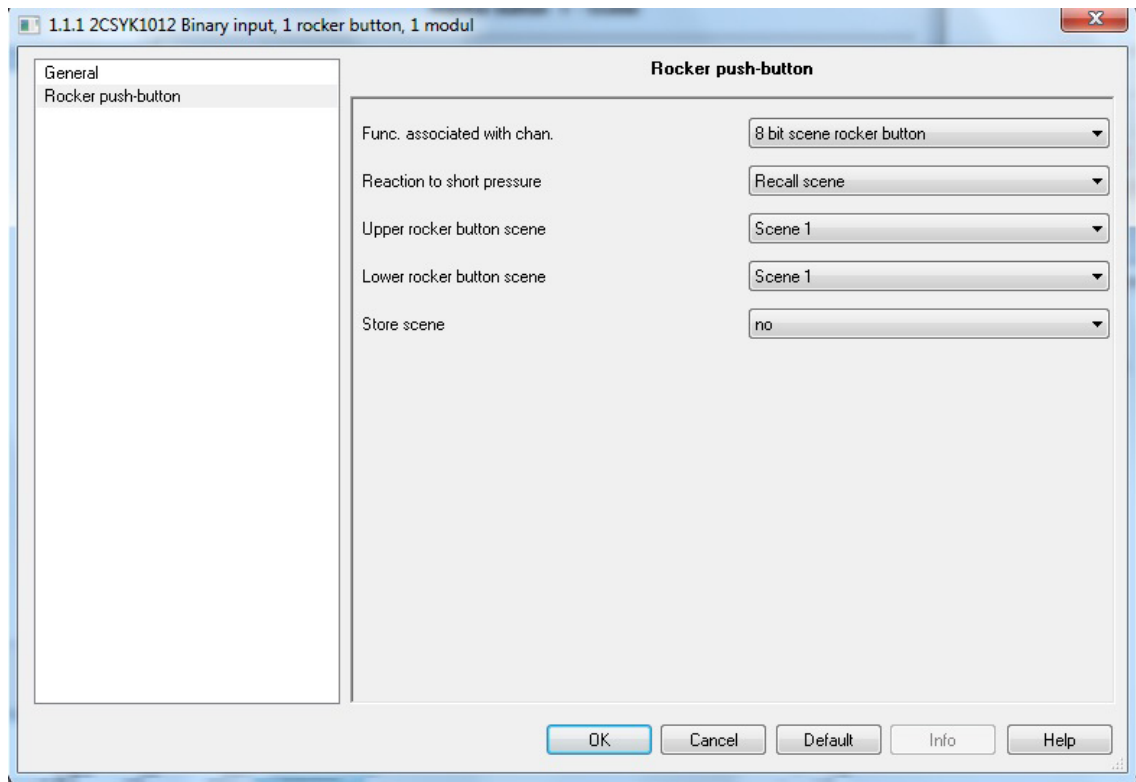 1.1.1 2CSYK1012 Binary input, 1 rocker button, 1 modul
General
Rocker push-button
Rocker push-button
Func. associated with chan. 8 bit scene rocker button
Reaction to short pressure Recall scene
Upper rocker button scene Scene 1
Lower rocker button scene Scene 1
Store scene no
OK Cancel Default Info Help